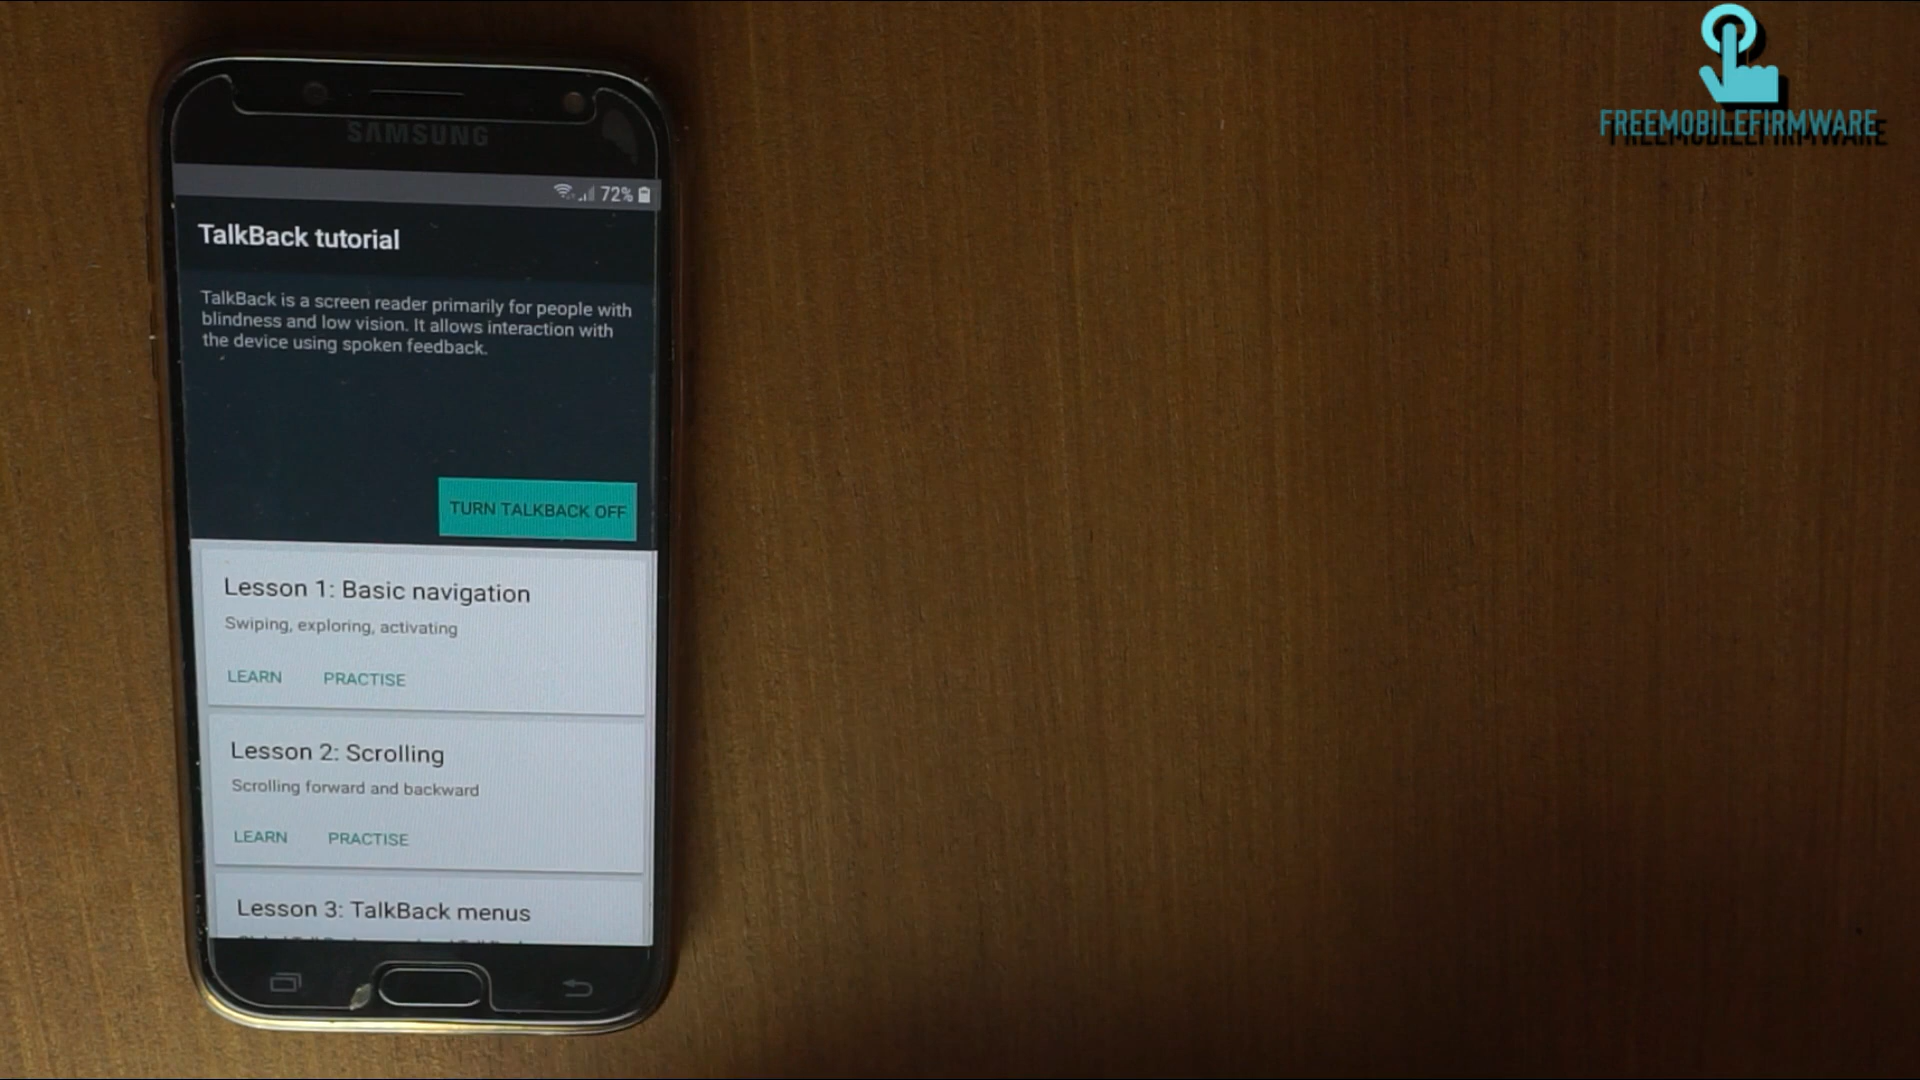 FREEMOBILEFIRMWARE
SAMSUNG
72%
TalkBack tutorial
TalkBack is a screen reader primarily for people with
blindness and low vision. It allows interaction with
the device using spoken feedback.
TURN TALKBACK OFF
Lesson 1: Basic navigation
Swiping, exploring, activating
LEARN PRACTISE
Lesson 2: Scrolling
Scrolling forward and backward
LEARN PRACTISE
Lesson 3: TalkBack menus